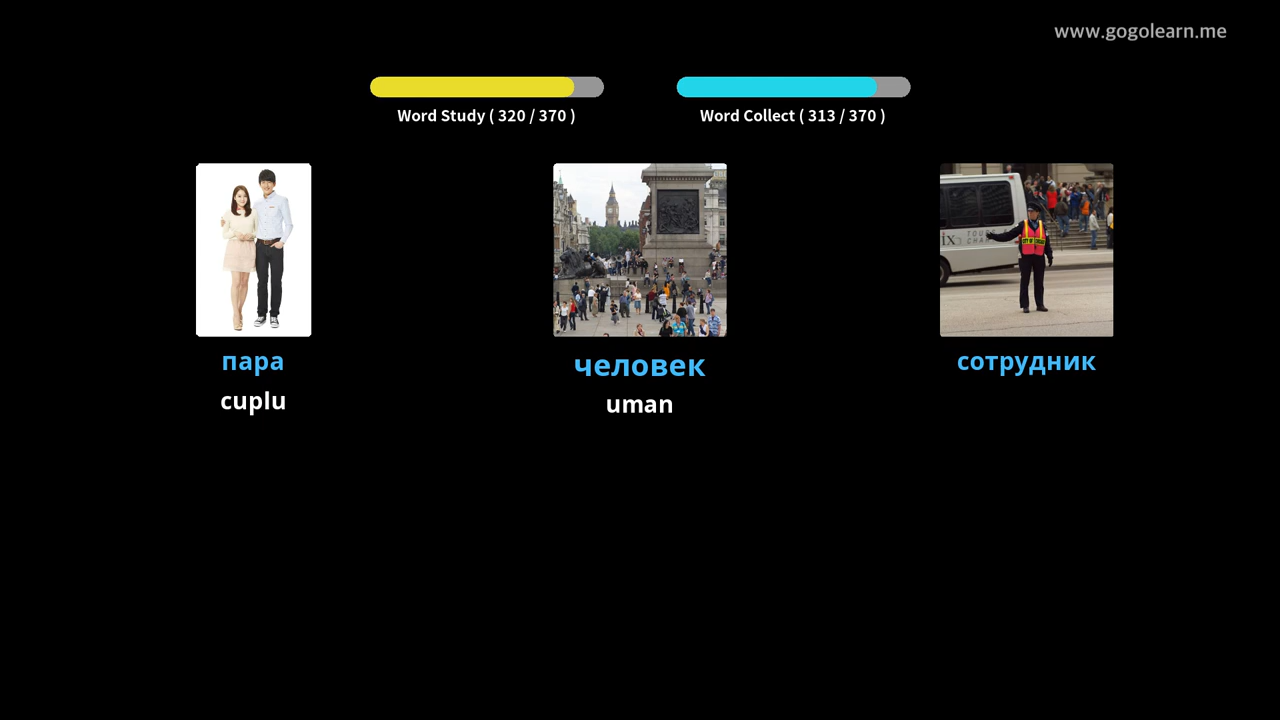 www.gogolearn.me
Word Study ( 320 / 370 )
Word Collect ( 313 / 370 )
пара
человек
сотрудник
cuplu
uman